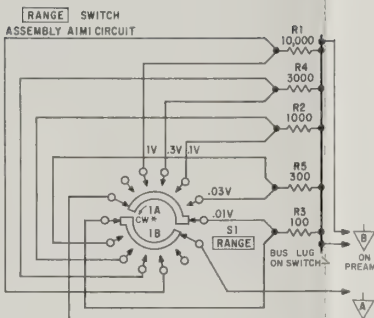 RANGE SWITCH
ASSEMBLY AIMI CIRCUIT
R1
10,000
R4
3000
R2
1000
1V .3V .1V
R5
300
.03V
1A
CW*
.01V
R3
100
1B
S1
RANGE
BUS LUG
ON SWITCH
B
ON
PREAM
A